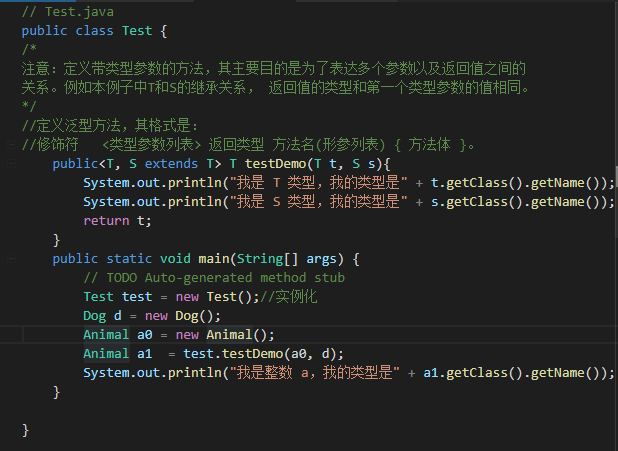 // Test.java
public class Test {
/*
注意：定义带类型参数的方法，其主要目的是为了表达多个参数以及返回值之间的
关系。例如本例子中T和S的继承关系， 返回值的类型和第一个类型参数的值相同。
*/
//定义泛型方法，其格式是：
//修饰符 <类型参数列表> 返回类型 方法名(形参列表) { 方法体 }。
public<T, S extends T> T testDemo(T t, S s){
System.out.println("我是 T 类型，我的类型是" + t.getClass().getName());
System.out.println("我是 S 类型，我的类型是" + s.getClass().getName());
return t;
}
public static void main(String[] args) {
// TODO Auto-generated method stub
Test test = new Test();//实例化
Dog d = new Dog();
Animal a0 = new Animal();
Animal a1  = test.testDemo(a0, d);
System.out.println("我是整数 a，我的类型是" + a1.getClass().getName());
}
}